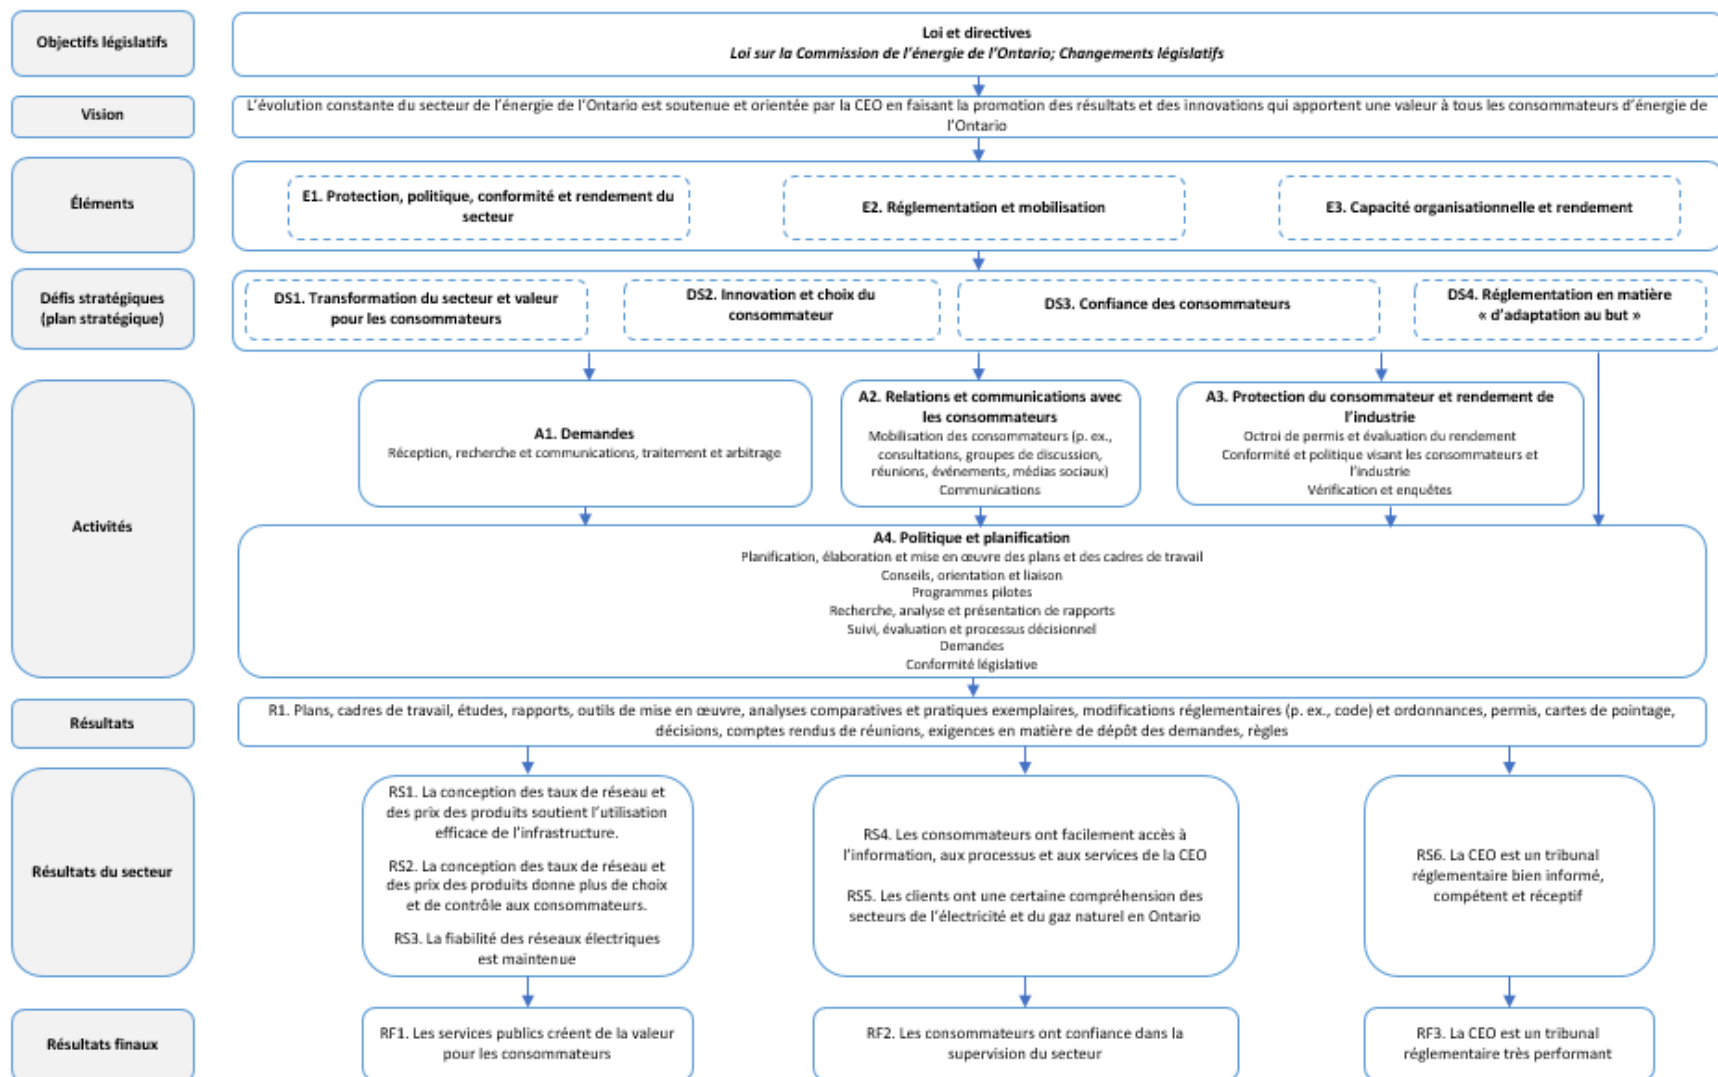 Objectifs législatifs
Loi et directives
Loi sur la Commission de l'énergie de l'Ontario; Changements législatifs
Vision
L'évolution constante du secteur de l'énergie de l'Ontario est soutenue et orientée par la CEO en faisant la promotion des résultats et des innovations qui apportent une valeur à tous les consommateurs d'énergie de
l'Ontario
Éléments
E1. Protection, politique, conformité et rendement du
secteur
E2. Réglementation et mobilisation
E3. Capacité organisationnelle et rendement
Défis stratégiques
(plan stratégique)
DS1. Transformation du secteur et valeur
pour les consommateurs
DS2. Innovation et choix du
consommateur
DS3. Confiance des consommateurs
DS4. Réglementation en matière
« d'adaptation au but »
Activités
A1. Demandes
Réception, recherche et communications, traitement et arbitrage
A2. Relations et communications avec
les consommateurs
Mobilisation des consommateurs (p. ex.,
consultations, groupes de discussion,
réunions, événements, médias sociaux)
Communications
A3. Protection du consommateur et rendement de
l'industrie
Octroi de permis et évaluation du rendement
Conformité et politique visant les consommateurs et
l'industrie
Vérification et enquêtes
A4. Politique et planification
Planification, élaboration et mise en œuvre des plans et des cadres de travail
Conseils, orientation et liaison
Programmes pilotes
Recherche, analyse et présentation de rapports
Suivi, évaluation et processus décisionnel
Demandes
Conformité législative
Résultats
R1. Plans, cadres de travail, études, rapports, outils de mise en œuvre, analyses comparatives et pratiques exemplaires, modifications réglementaires (p. ex., code) et ordonnances, permis, cartes de pointage,
décisions, comptes rendus de réunions, exigences en matière de dépôt des demandes, règles
Résultats du secteur
RS1. La conception des taux de réseau et
des prix des produits soutient l'utilisation
efficace de l'infrastructure.
RS2. La conception des taux de réseau et
des prix des produits donne plus de choix
et de contrôle aux consommateurs.
RS3. La fiabilité des réseaux électriques
est maintenue
RS4. Les consommateurs ont facilement accès à
l'information, aux processus et aux services de la CEO
RS5. Les clients ont une certaine compréhension des
secteurs de l'électricité et du gaz naturel en Ontario
RS6. La CEO est un tribunal
réglementaire bien informé,
compétent et réceptif
Résultats finaux
RF1. Les services publics créent de la valeur
pour les consommateurs
RF2. Les consommateurs ont confiance dans la
supervision du secteur
RF3. La CEO est un tribunal
réglementaire très performant